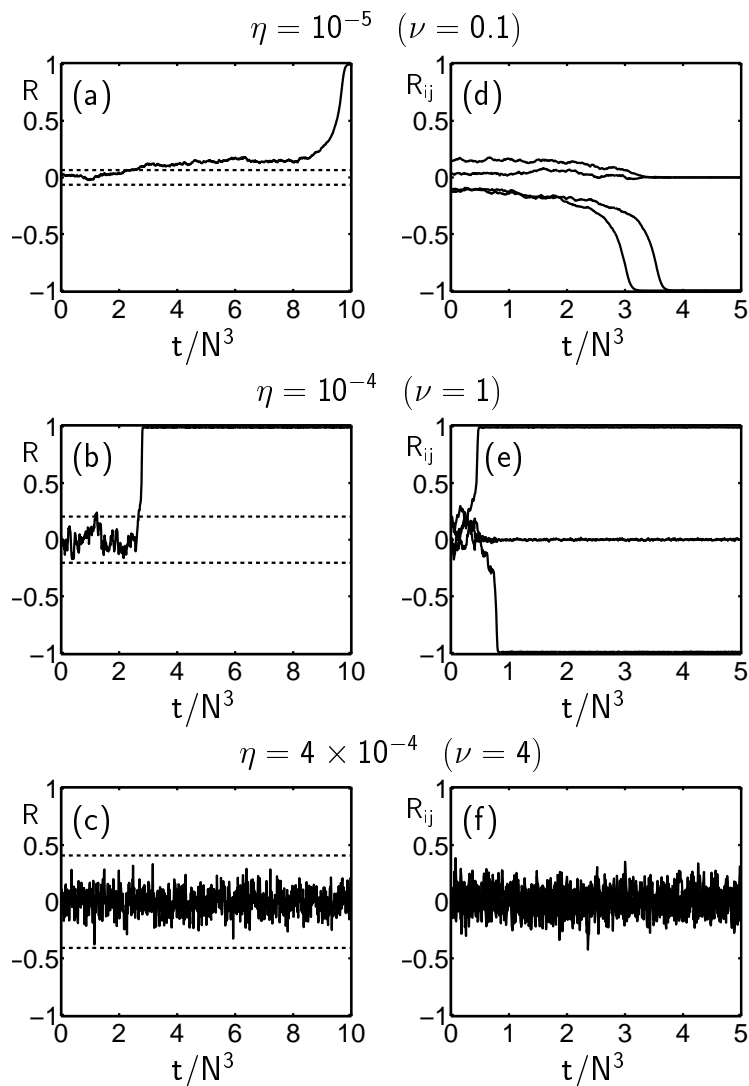 η = 10⁻⁵ (ν = 0.1)
R (a)
1
0.5
0
−0.5
−1
0 2 4 6 8 10
t/N³
R_ij (d)
1
0.5
0
−0.5
−1
0 1 2 3 4 5
t/N³
η = 10⁻⁴ (ν = 1)
R (b)
1
0.5
0
−0.5
−1
0 2 4 6 8 10
t/N³
R_ij (e)
1
0.5
0
−0.5
−1
0 1 2 3 4 5
t/N³
η = 4 × 10⁻⁴ (ν = 4)
R (c)
1
0.5
0
−0.5
−1
0 2 4 6 8 10
t/N³
R_ij (f)
1
0.5
0
−0.5
−1
0 1 2 3 4 5
t/N³